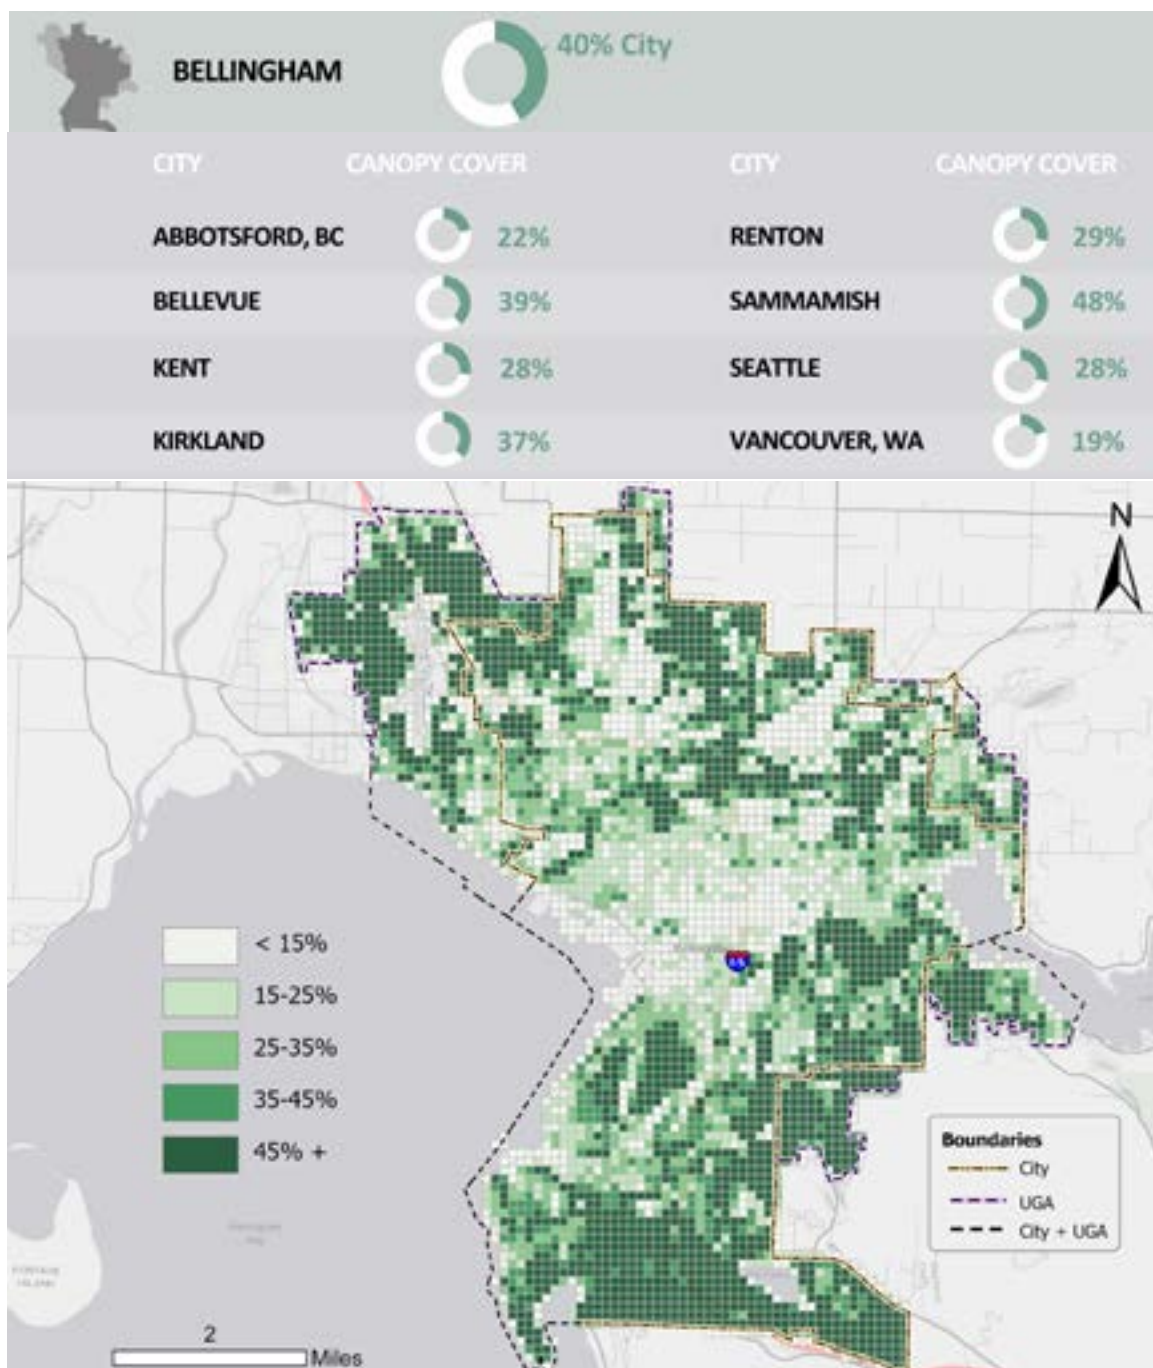 40% City
BELLINGHAM
CITY CANOPY COVER CITY CANOPY COVER
ABBOTSFORD, BC 22% RENTON 29%
BELLEVUE 39% SAMMAMISH 48%
KENT 28% SEATTLE 28%
KIRKLAND 37% VANCOUVER, WA 19%
N
< 15%
15-25%
25-35%
35-45%
45% +
Boundaries
City
UGA
City + UGA
ISLAND
2
Miles